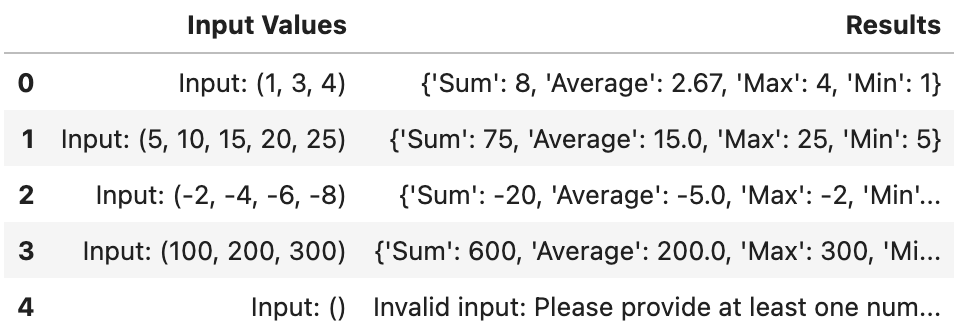 Input Values Results
0 Input: (1, 3, 4) {'Sum': 8, 'Average': 2.67, 'Max': 4, 'Min': 1}
1 Input: (5, 10, 15, 20, 25) {'Sum': 75, 'Average': 15.0, 'Max': 25, 'Min': 5}
2 Input: (-2, -4, -6, -8) {'Sum': -20, 'Average': -5.0, 'Max': -2, 'Min'...
3 Input: (100, 200, 300) {'Sum': 600, 'Average': 200.0, 'Max': 300, 'Mi...
4 Input: () Invalid input: Please provide at least one num...